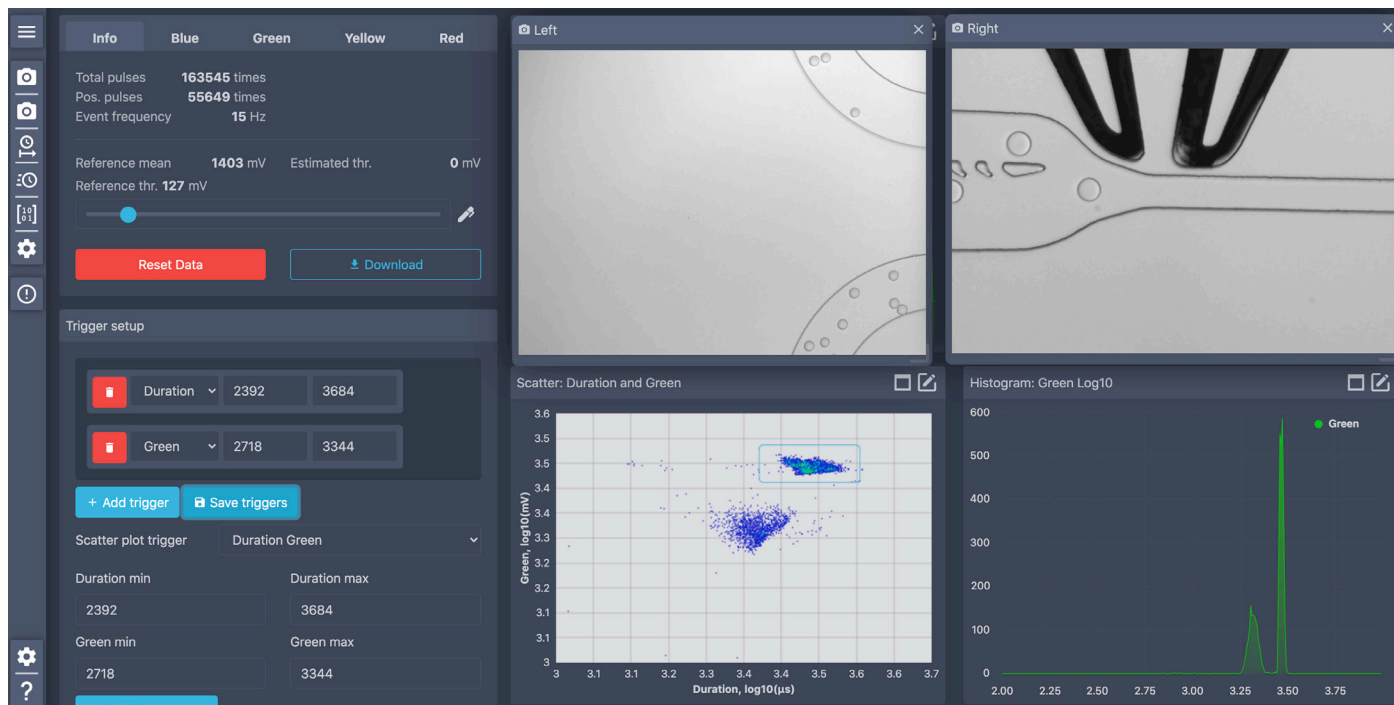 Info Blue Green Yellow Red
Total pulses 163545 times
Pos. pulses 55649 times
Event frequency 15 Hz
Reference mean 1403 mV Estimated thr. 0 mV
Reference thr. 127 mV
Reset Data Download
Trigger setup
Duration 2392 3684
Green 2718 3344
+ Add trigger Save triggers
Scatter plot trigger Duration Green
Duration min Duration max
2392 3684
Green min Green max
2718 3344
Left
Right
Scatter: Duration and Green
3.6
3.5
3.5
3.4
3.4
3.3
3.2
3.2
3.1
3.1
3
Green, log10(mV)
3 3.1 3.1 3.2 3.3 3.3 3.4 3.5 3.5 3.6 3.7
Duration, log10(µs)
Histogram: Green Log10
Green
600
500
400
300
200
100
0
2.00 2.25 2.50 2.75 3.00 3.25 3.50 3.75
10
01
?